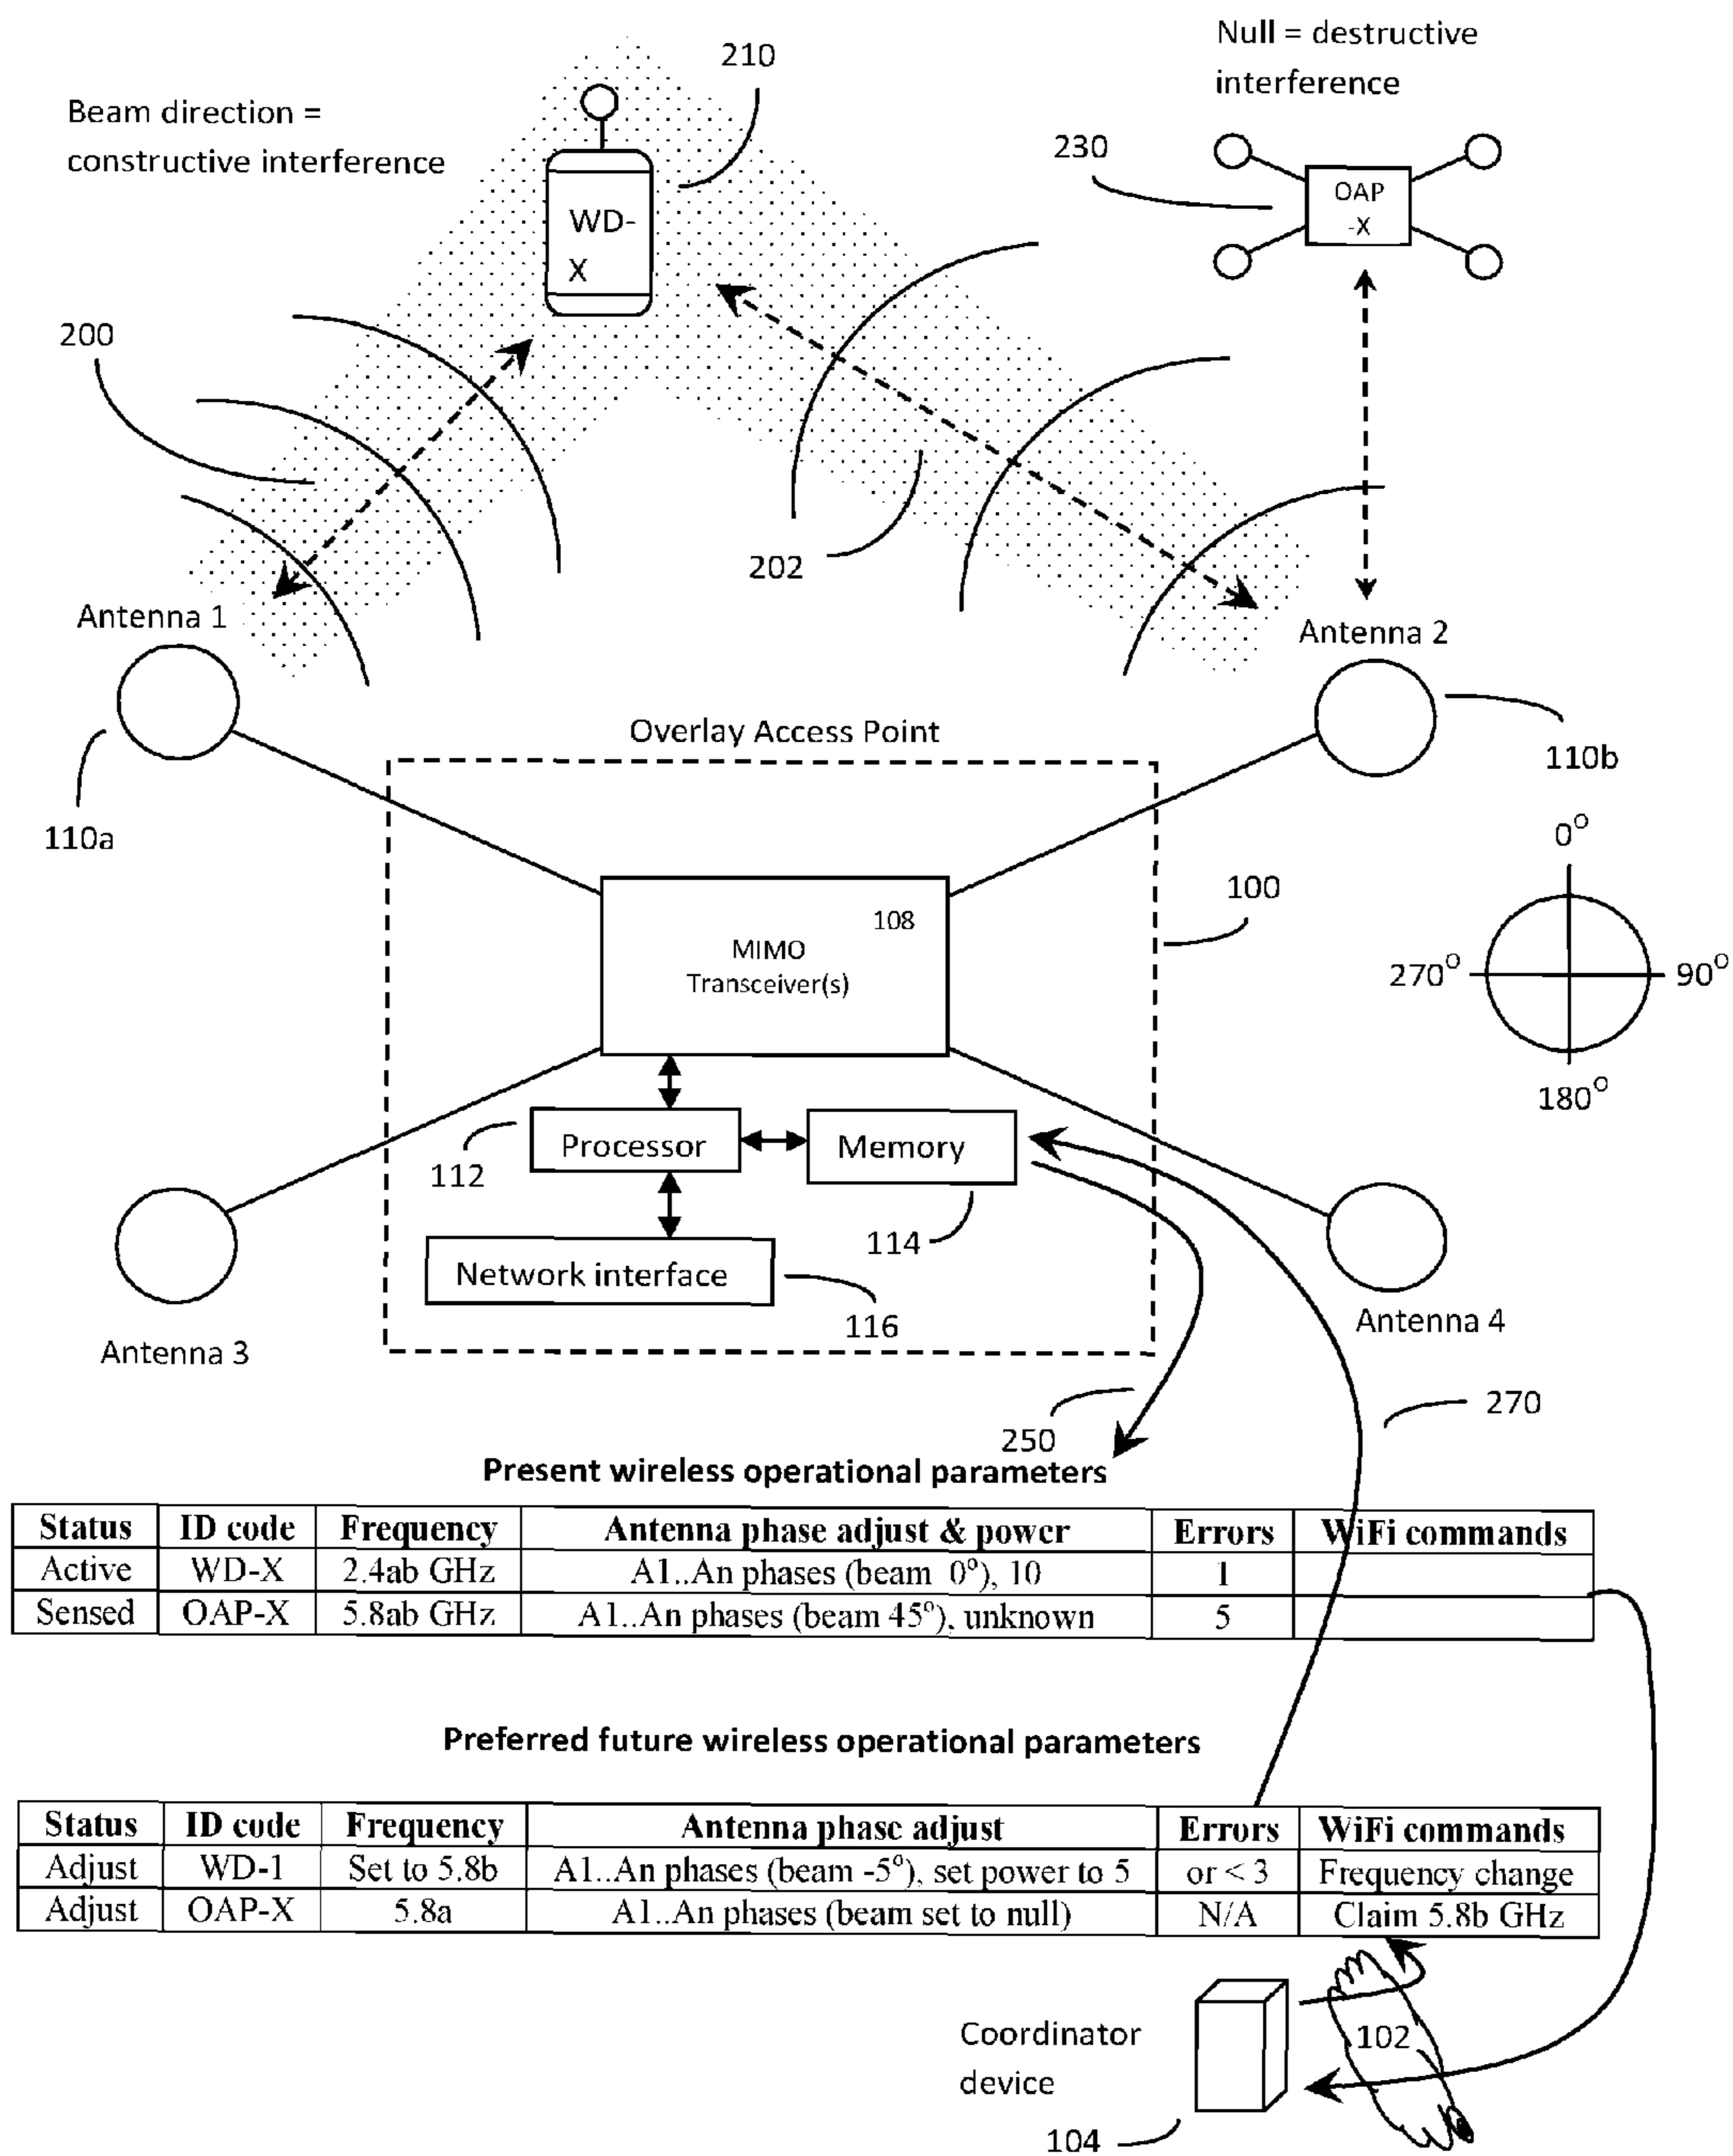 Null = destructive
interference
210
Beam direction =
constructive interference
230
OAP
-X
WD-
X
200
202
Antenna 1
Antenna 2
Overlay Access Point
110b
110a
0°
100
108
MIMO
Transceiver(s)
270°
90°
180°
Processor
Memory
112
114
Network interface
116
Antenna 3
Antenna 4
250
270
Present wireless operational parameters
Status ID code Frequency Antenna phase adjust & power Errors WiFi commands
Active WD-X 2.4ab GHz A1..An phases (beam 0°), 10 1
Sensed OAP-X 5.8ab GHz A1..An phases (beam 45°), unknown 5
Preferred future wireless operational parameters
Status ID code Frequency Antenna phase adjust Errors WiFi commands
Adjust WD-1 Set to 5.8b A1..An phases (beam -5°), set power to 5 or < 3 Frequency change
Adjust OAP-X 5.8a A1..An phases (beam set to null) N/A Claim 5.8b GHz
Coordinator
device
102
104